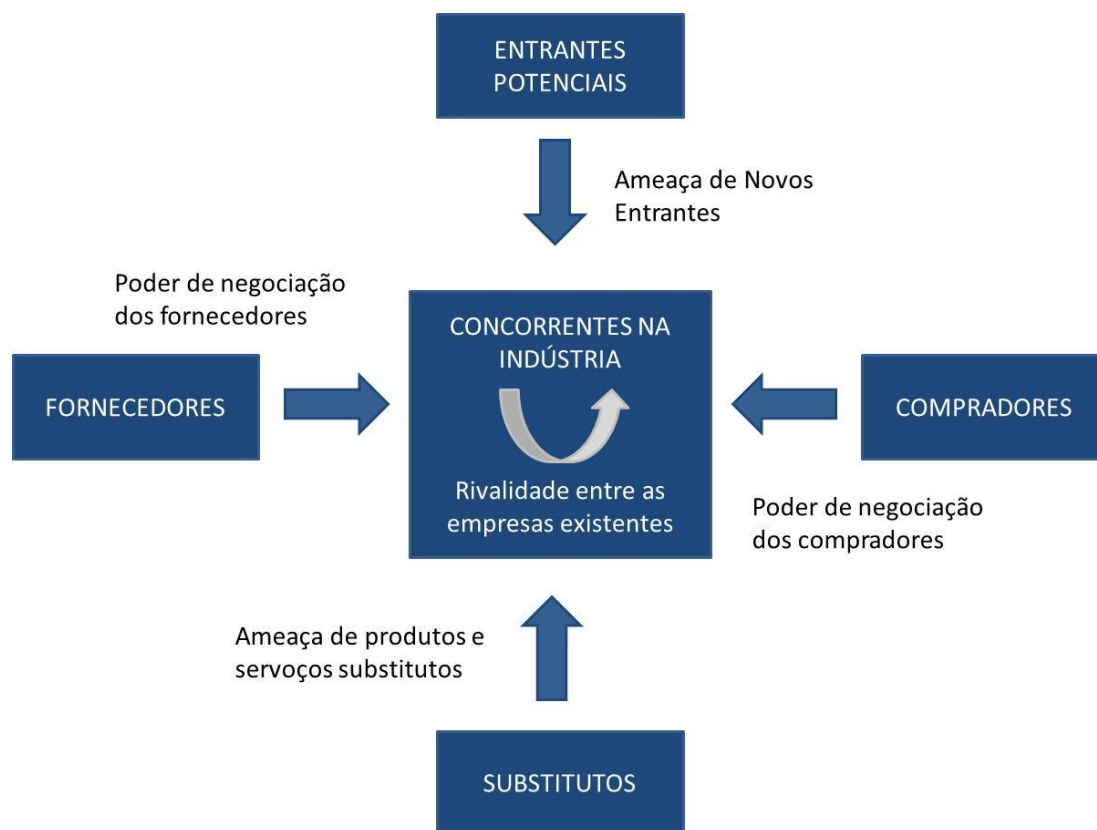 ENTRANTES
POTENCIAIS
Ameaça de Novos
Entrantes
Poder de negociação
dos fornecedores
FORNECEDORES
CONCORRENTES NA
INDÚSTRIA
Rivalidade entre as
empresas existentes
COMPRADORES
Poder de negociação
dos compradores
Ameaça de produtos e
servoços substitutos
SUBSTITUTOS